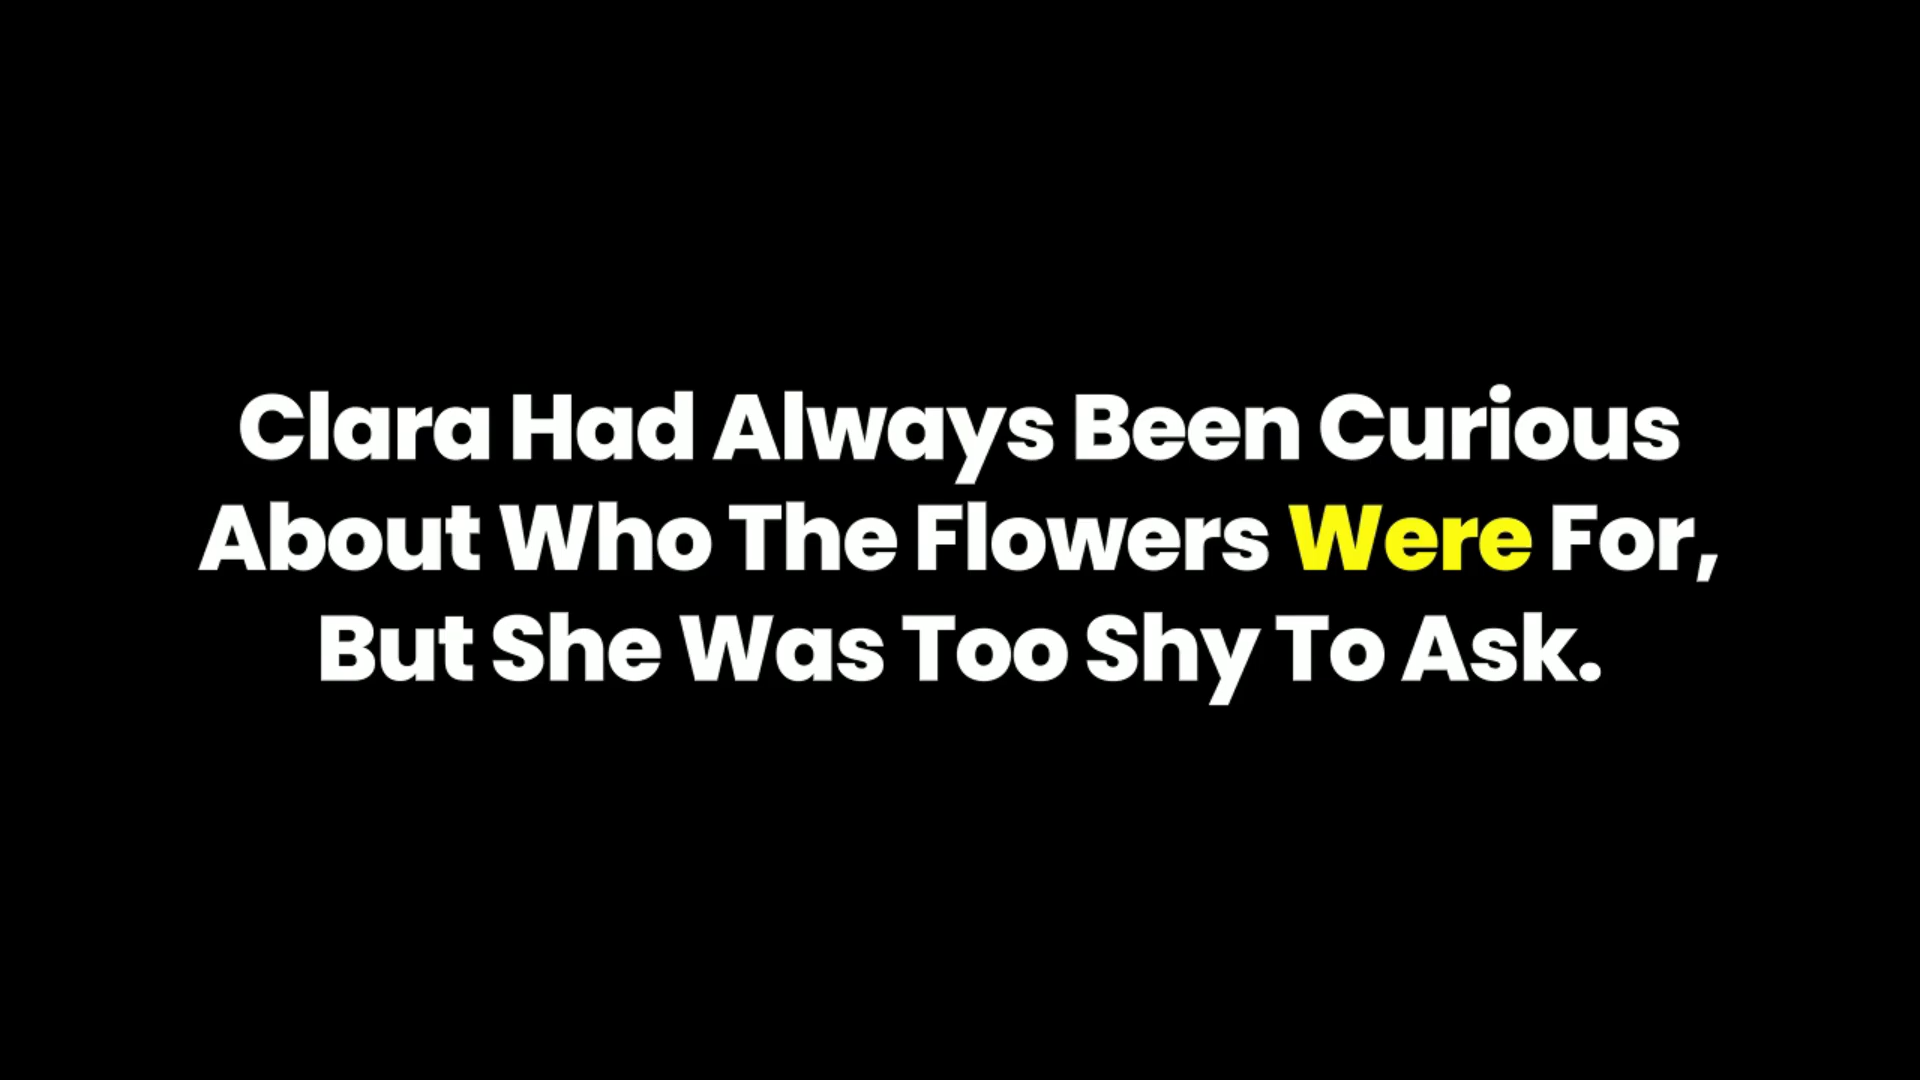 Clara Had Always Been Curious
About Who The Flowers Were For,
But She Was Too Shy To Ask.